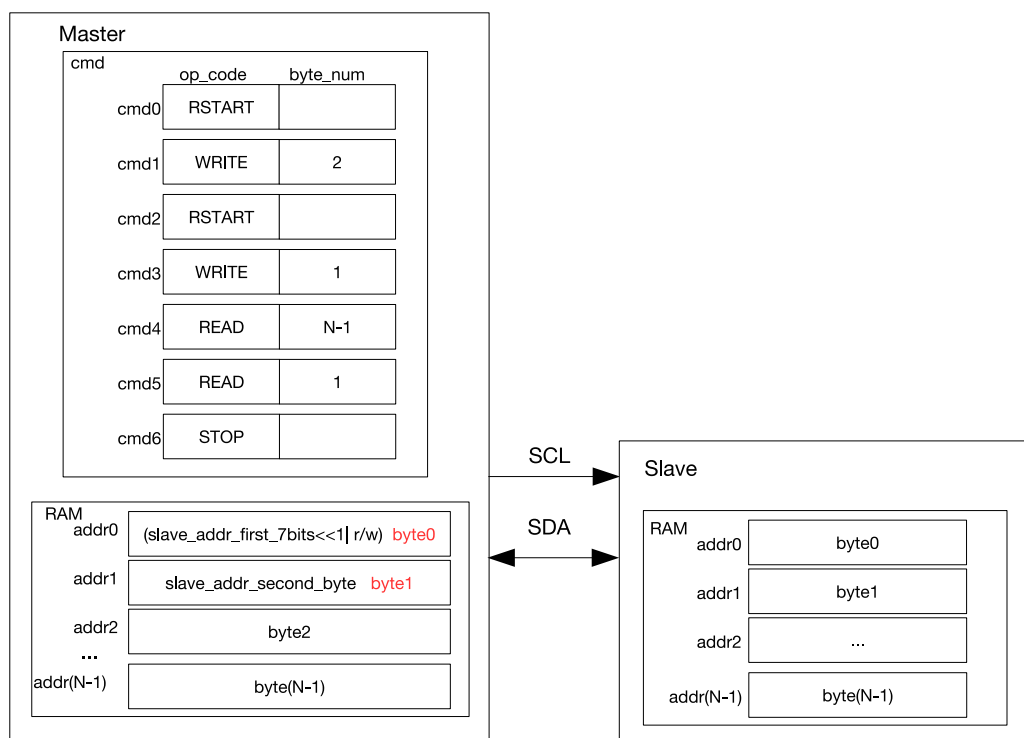 Master
cmd
op_code byte_num
cmd0 RSTART
cmd1 WRITE 2
cmd2 RSTART
cmd3 WRITE 1
cmd4 READ N-1
cmd5 READ 1
cmd6 STOP
RAM
addr0 (slave_addr_first_7bits<<1| r/w) byte0
addr1 slave_addr_second_byte byte1
addr2 byte2
...
addr(N-1) byte(N-1)
SCL
SDA
Slave
RAM
addr0 byte0
addr1 byte1
addr2 ...
addr(N-1) byte(N-1)